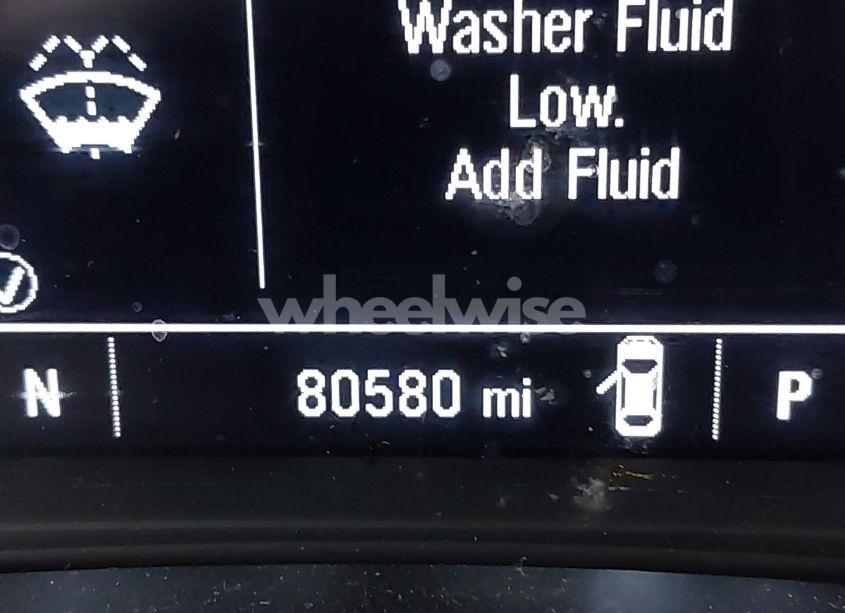 Washer Fluid
Low.
Add Fluid
wheelwise
N
80580 mi
P